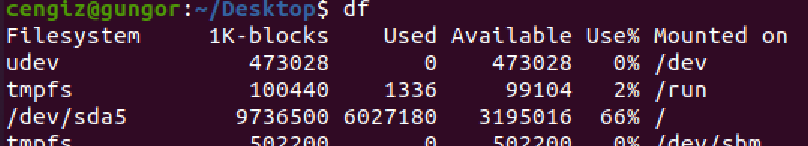 cengiz@gungor:~/Desktop$ df
Filesystem     1K-blocks    Used Available Use% Mounted on
udev              473028       0    473028   0% /dev
tmpfs             100440    1336     99104   2% /run
/dev/sda5        9736500 6027180   3195016  66% /
tmpfs             502200       0    502200   0% /dev/shm